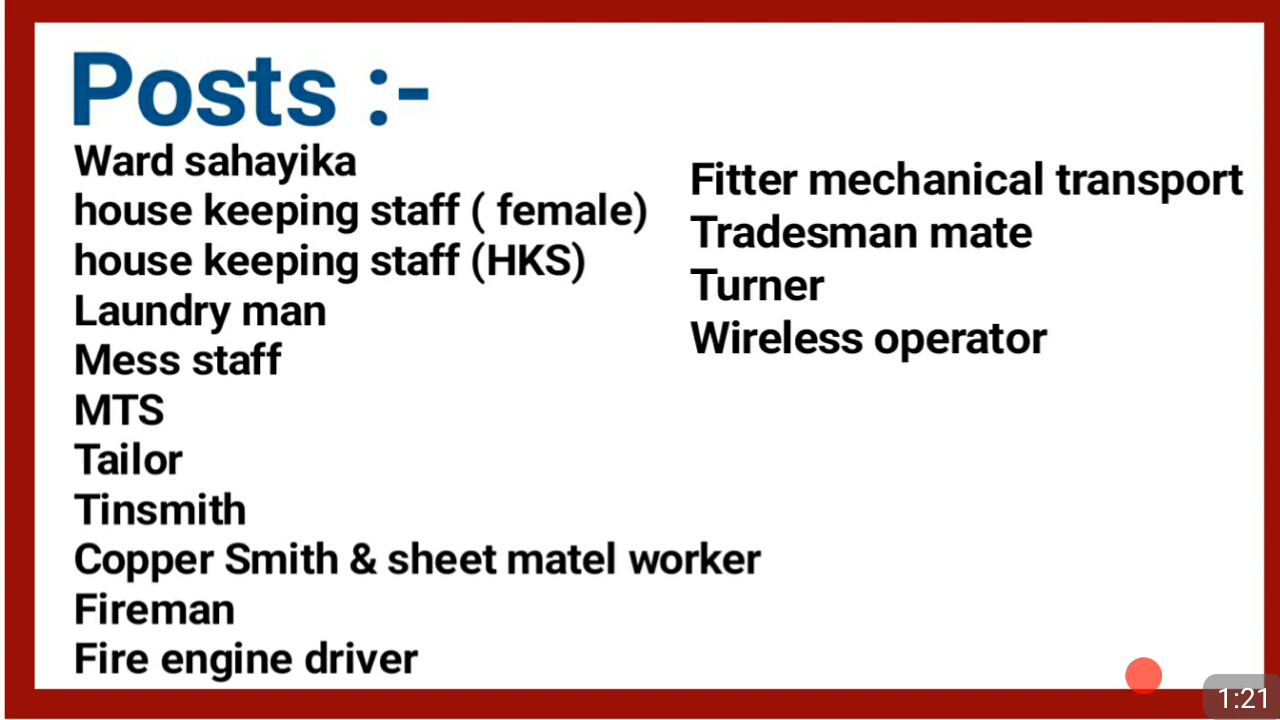 Posts :-
Ward sahayika
house keeping staff ( female)
house keeping staff (HKS)
Laundry man
Mess staff
MTS
Tailor
Tinsmith
Copper Smith & sheet matel worker
Fireman
Fire engine driver
Fitter mechanical transport
Tradesman mate
Turner
Wireless operator
1:21